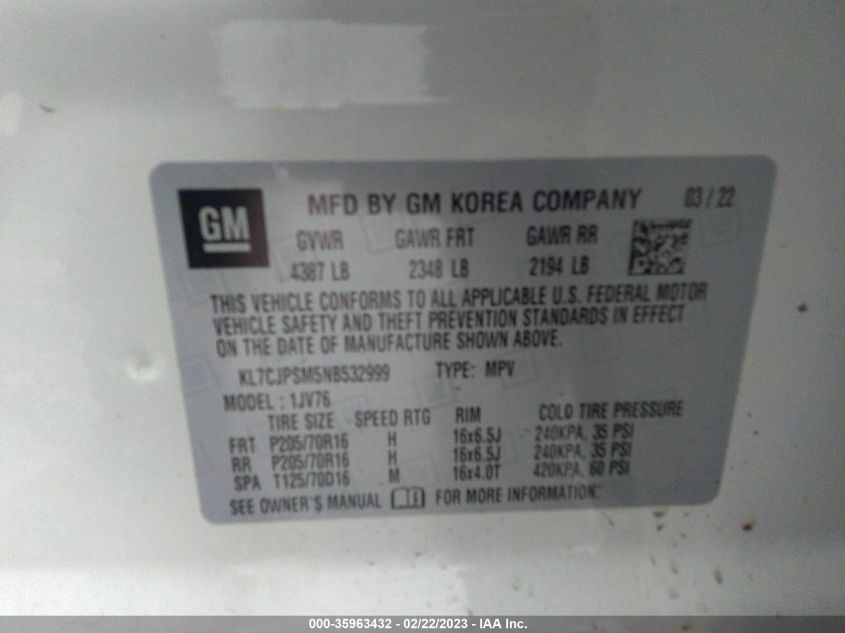 GM MFD BY GM KOREA COMPANY 03 / 22
GVWR GAWR FRT GAWR RR
4387 LB 2348 LB 2194 LB
THIS VEHICLE CONFORMS TO ALL APPLICABLE U.S. FEDERAL MOTOR
VEHICLE SAFETY AND THEFT PREVENTION STANDARDS IN EFFECT
ON THE DATE OF MANUFACTURE SHOWN ABOVE.
KL7CJPSM5NB532999 TYPE: MPV
MODEL : 1JV76
TIRE SIZE SPEED RTG RIM COLD TIRE PRESSURE
FRT P205/70R16 H 16x6.5J 240KPA, 35 PSI
RR P205/70R16 H 16x6.5J 240KPA, 35 PSI
SPA T125/70D16 M 16x4.0T 420KPA, 60 PSI
SEE OWNER'S MANUAL FOR MORE INFORMATION.
000-35963432 - 02/22/2023 - IAA Inc.